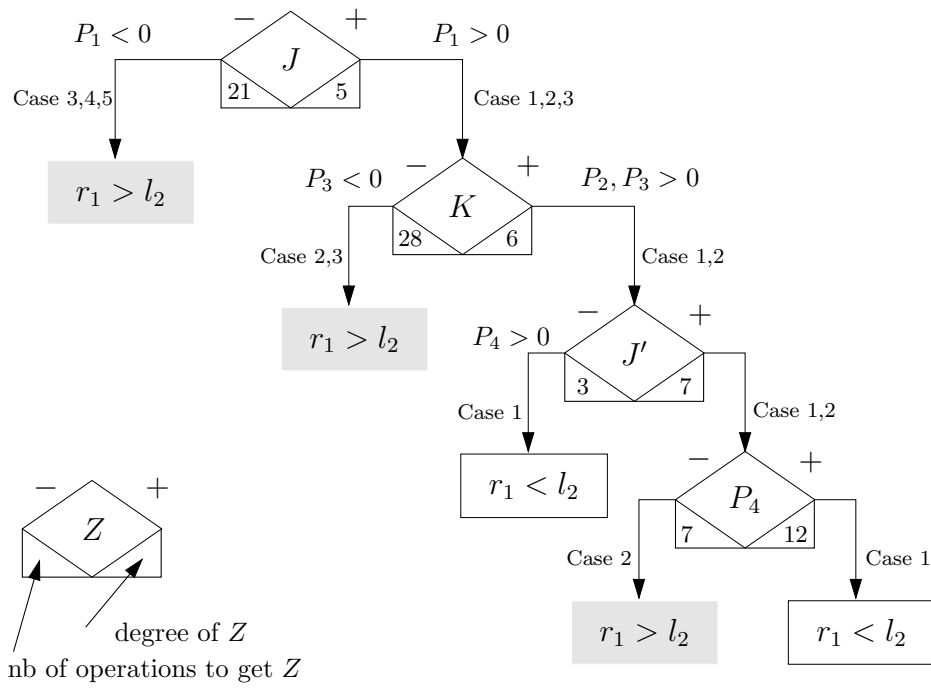 − +
P₁ < 0 J P₁ > 0
21 5
Case 3,4,5 Case 1,2,3
r₁ > l₂
− +
P₃ < 0 K P₂, P₃ > 0
28 6
Case 2,3 Case 1,2
r₁ > l₂
− +
P₄ > 0 J′
3 7
Case 1 Case 1,2
r₁ < l₂
− +
P₄
7 12
Case 2 Case 1
r₁ > l₂ r₁ < l₂
− +
Z
degree of Z
nb of operations to get Z